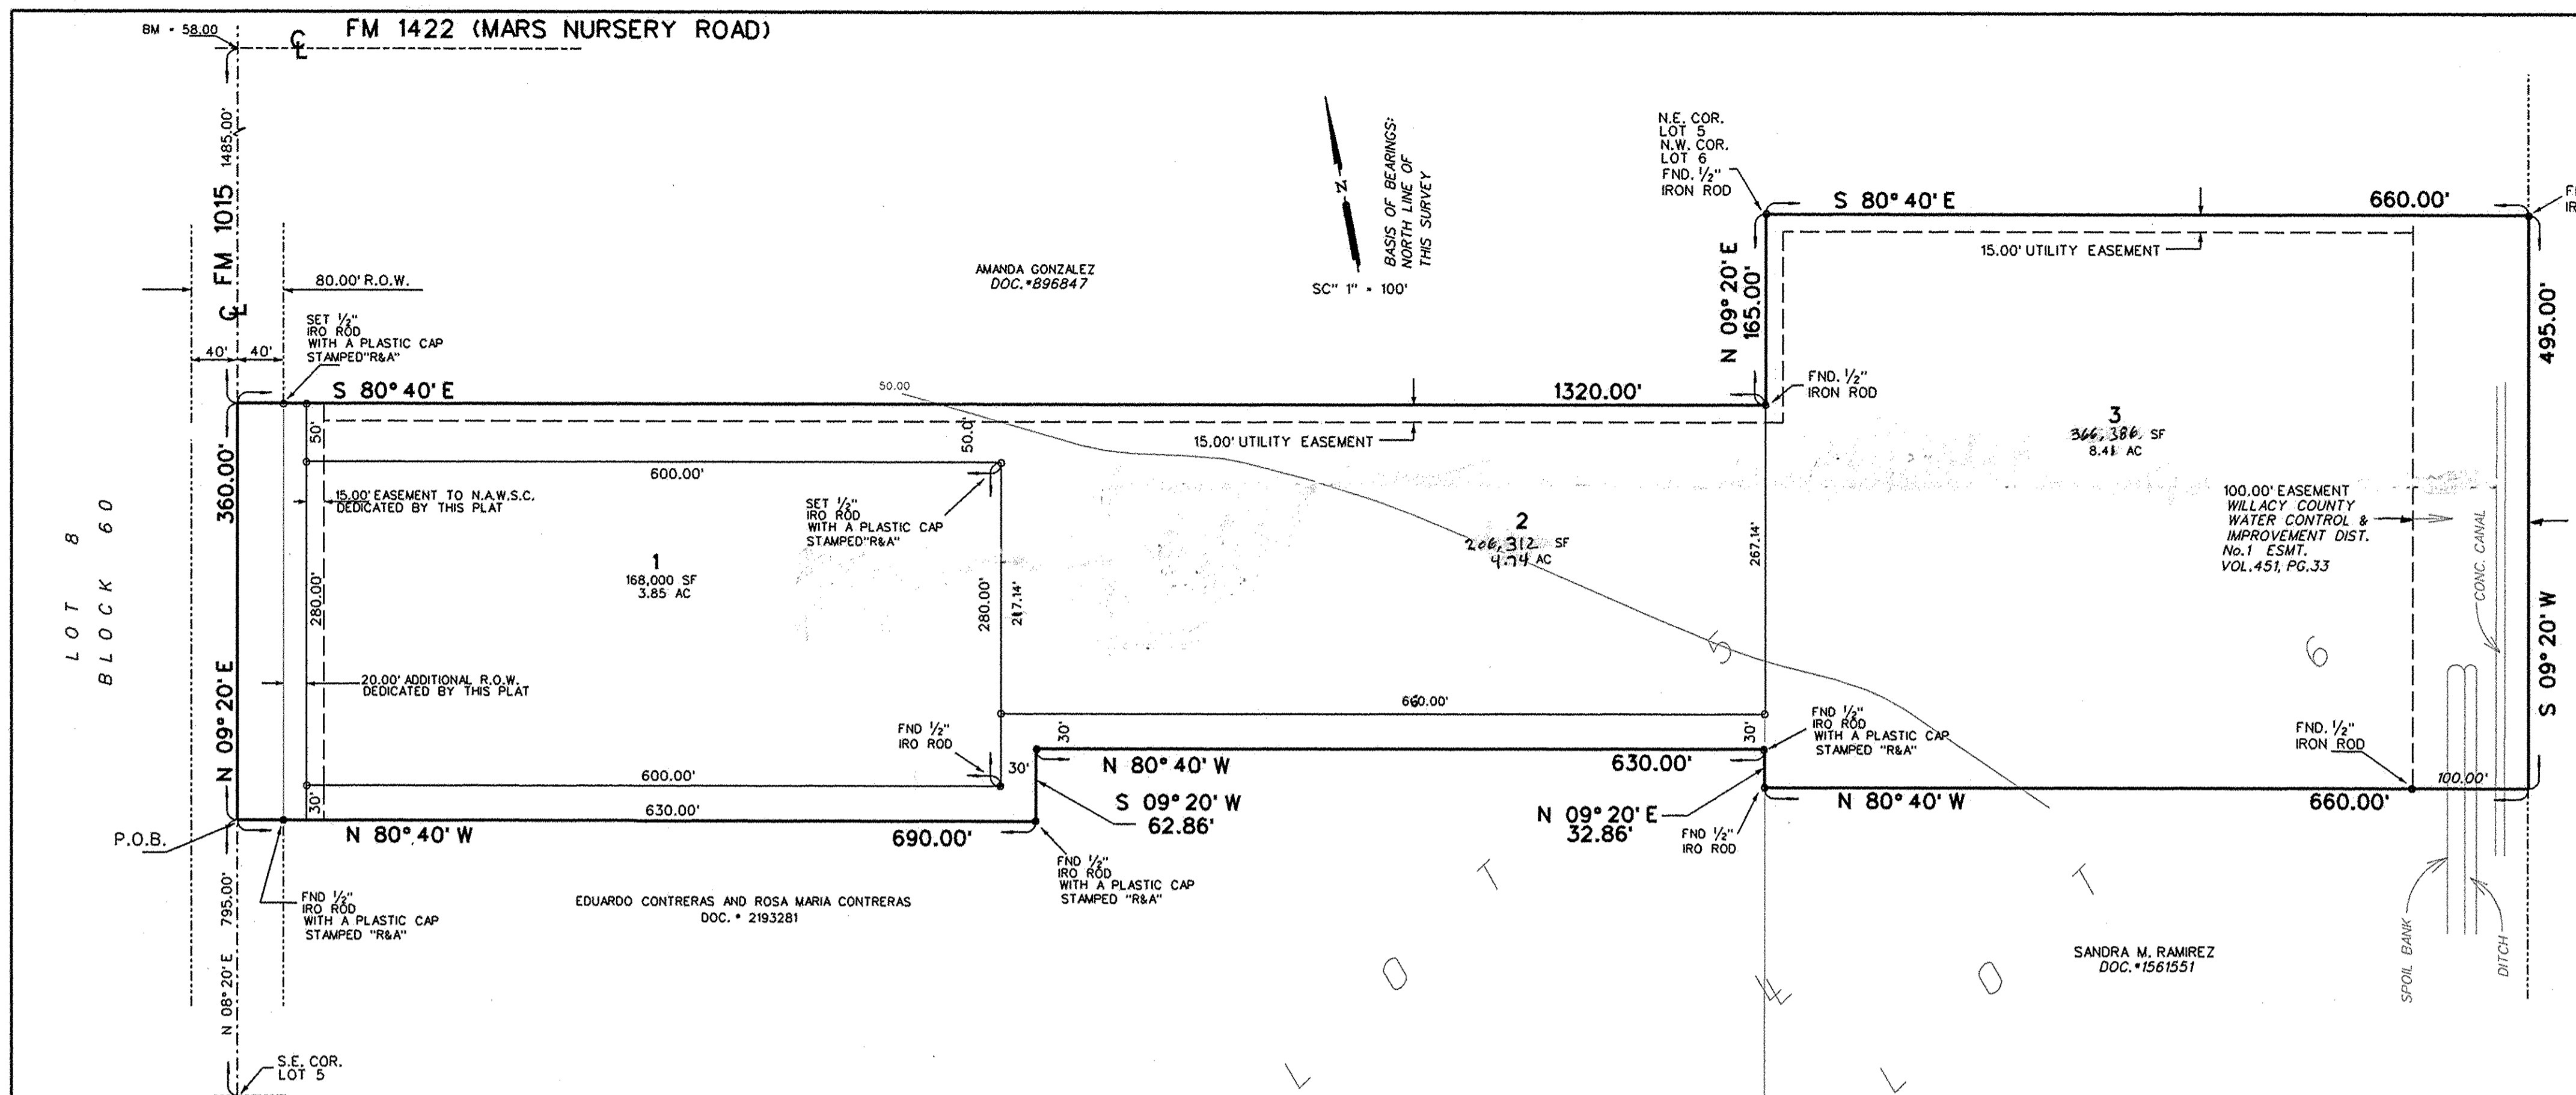 BM = 58.00
℄ FM 1422 (MARS NURSERY ROAD)
1485.00'
℄ FM 1015
80.00' R.O.W.
40'
40'
SET 1/2"
IRO ROD
WITH A PLASTIC CAP
STAMPED"R&A"
AMANDA GONZALEZ
DOC.#896847
N
SC" 1" = 100'
BASIS OF BEARINGS:
NORTH LINE OF
THIS SURVEY
N.E. COR.
LOT 5
N.W. COR.
LOT 6
FND. 1/2"
IRON ROD
S 80°40' E
660.00'
15.00' UTILITY EASEMENT
N 09°20' E
165.00'
FND. 1/2"
IRON ROD
495.00'
S 09°20' W
S 80°40' E
50.00
1320.00'
15.00' UTILITY EASEMENT
360.00'
N 09°20' E
50'
50.0'
600.00'
15.00' EASEMENT TO N.A.W.S.C.
DEDICATED BY THIS PLAT
SET 1/2"
IRO ROD
WITH A PLASTIC CAP
STAMPED"R&A"
LOT 8
BLOCK 60
1
168,000 SF
3.85 AC
280.00'
280.00'
217.14'
2
206,312 SF
4.74 AC
267.14'
3
366,386 SF
8.41 AC
100.00' EASEMENT
WILLACY COUNTY
WATER CONTROL &
IMPROVEMENT DIST.
No.1 ESMT.
VOL.451, PG.33
CONC. CANAL
20.00' ADDITIONAL R.O.W.
DEDICATED BY THIS PLAT
660.00'
FND 1/2"
IRO ROD
30'
30'
FND 1/2"
IRO ROD
WITH A PLASTIC CAP
STAMPED "R&A"
FND. 1/2"
IRON ROD
100.00'
600.00'
30'
30'
N 80°40' W
630.00'
S 09°20' W
62.86'
N 09°20' E
32.86'
FND 1/2"
IRO ROD
N 80°40' W
660.00'
P.O.B.
630.00'
N 80°40' W
690.00'
FND 1/2"
IRO ROD
WITH A PLASTIC CAP
STAMPED "R&A"
FND 1/2"
IRO ROD
WITH A PLASTIC CAP
STAMPED "R&A"
EDUARDO CONTRERAS AND ROSA MARIA CONTRERAS
DOC. # 2193281
N 08°20' E 795.00'
S.E. COR.
LOT 5
LOT 5
LOT 6
SANDRA M. RAMIREZ
DOC.#1561551
SPOIL BANK
DITCH